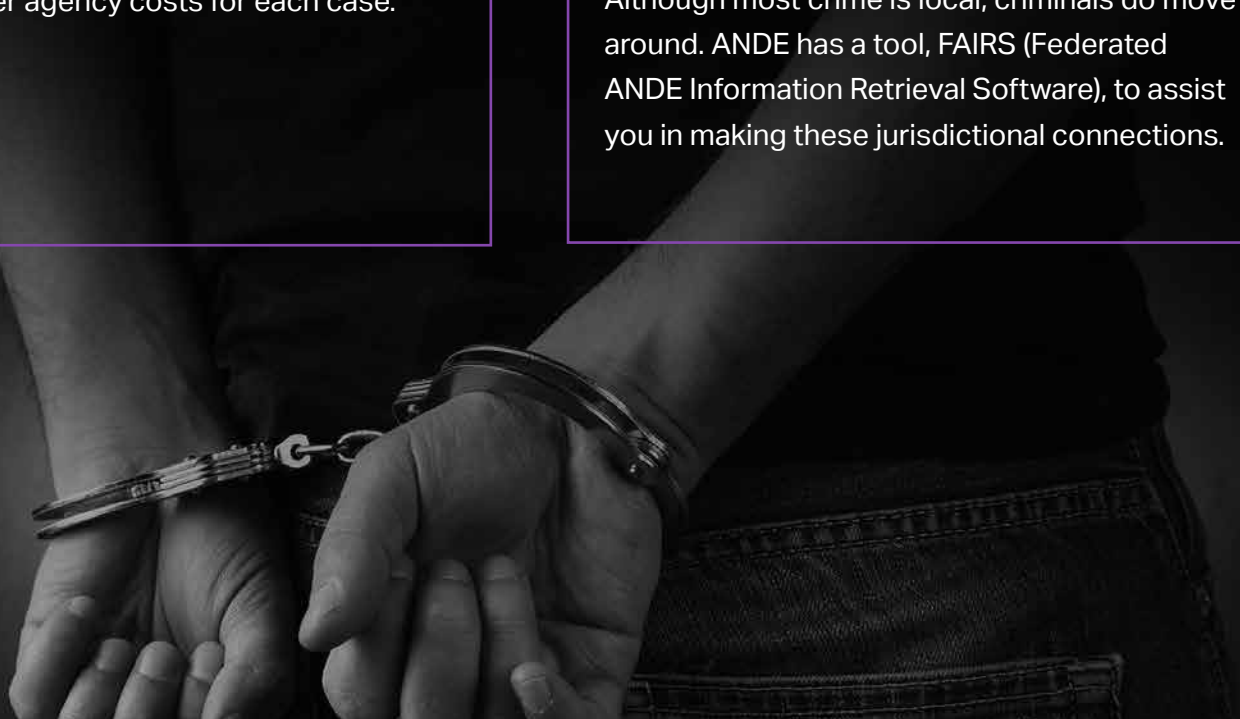 er agency costs for each case.
Although most crime is local, criminals do move
around. ANDE has a tool, FAIRS (Federated
ANDE Information Retrieval Software), to assist
you in making these jurisdictional connections.